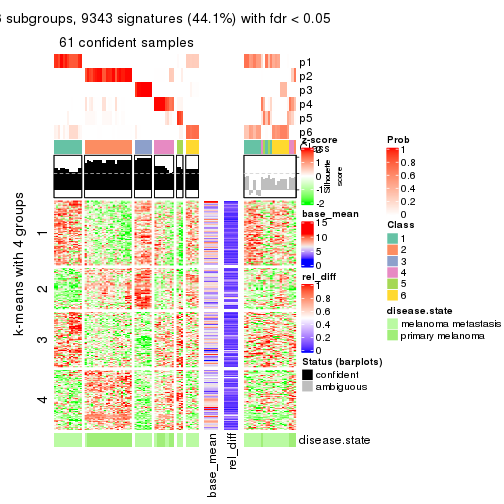 6 subgroups, 9343 signatures (44.1%) with fdr < 0.05
61 confident samples
p1
p2
p3
p4
p5
p6
Class
z-score
2
1
0
-1
-2
Silhouette
score
k-means with 4 groups
1
2
3
4
base_mean
15
10
5
0
rel_diff
1
0.8
0.6
0.4
0.2
0
Status (barplots)
confident
ambiguous
Prob
1
0.8
0.6
0.4
0.2
0
Class
1
2
3
4
5
6
disease.state
melanoma metastasis
primary melanoma
disease.state
base_mean
rel_diff